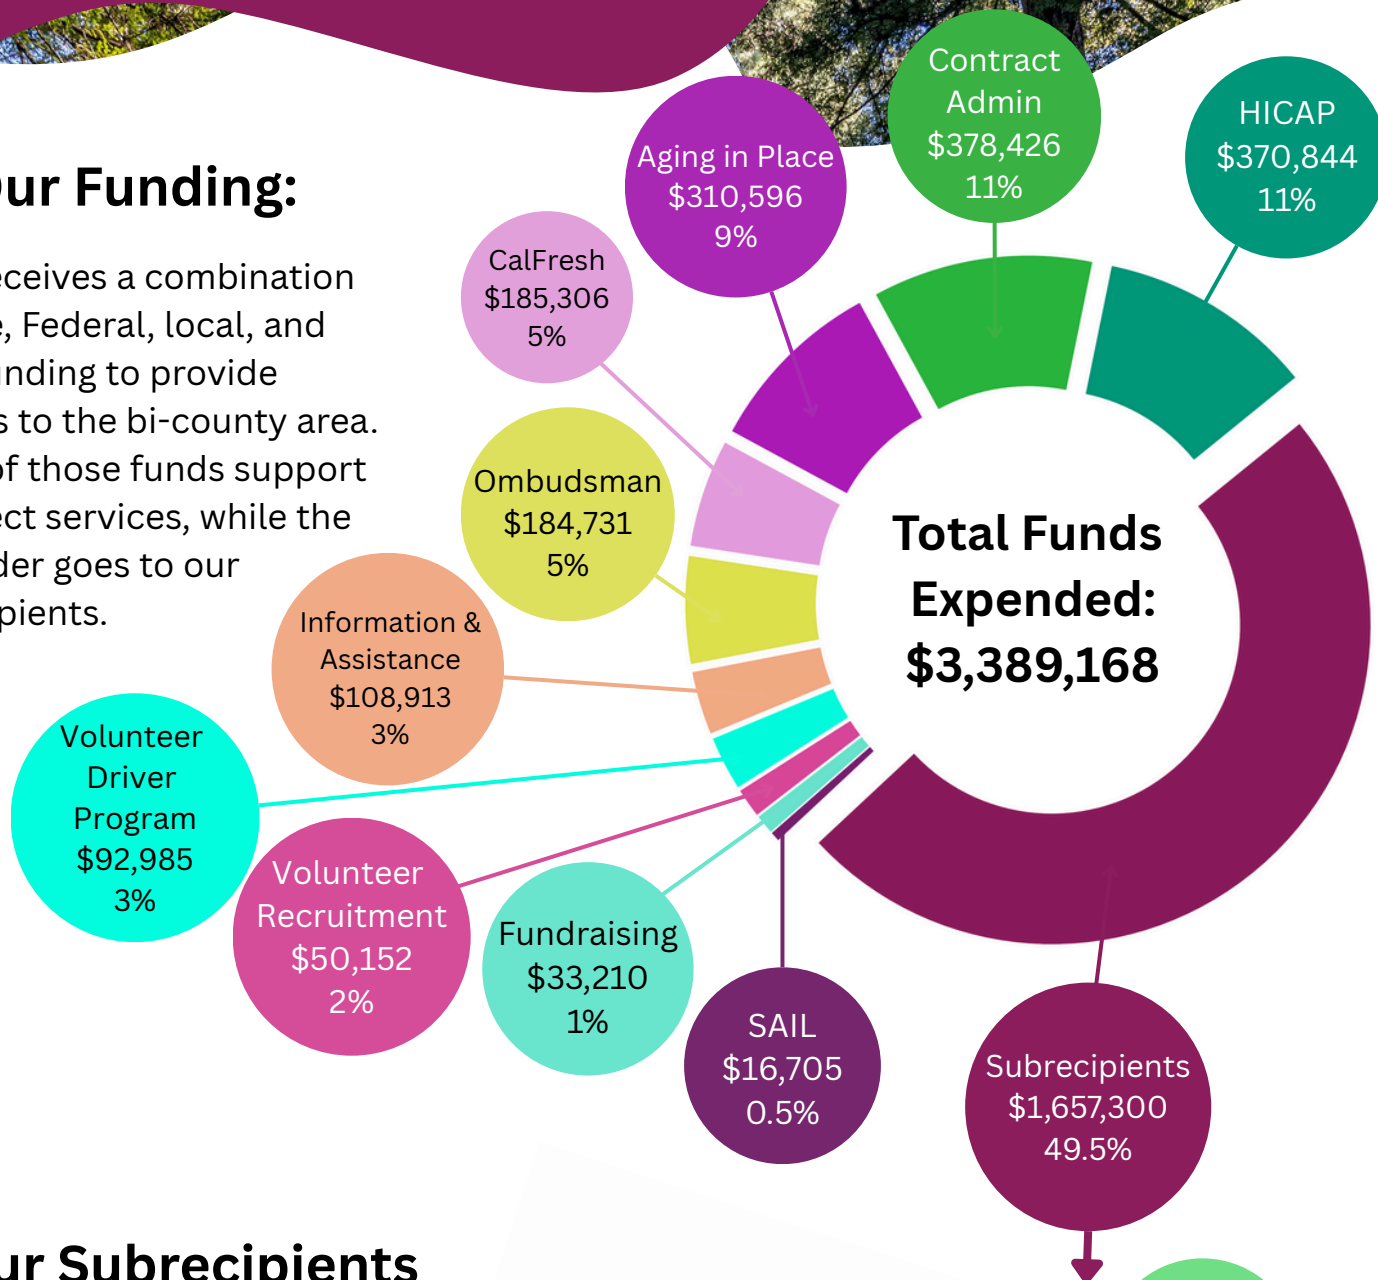 ur Funding:
eceives a combination
, Federal, local, and
unding to provide
s to the bi-county area.
of those funds support
ect services, while the
der goes to our
pients.
Contract
Admin
$378,426
11%
HICAP
$370,844
11%
Aging in Place
$310,596
9%
CalFresh
$185,306
5%
Ombudsman
$184,731
5%
Information &
Assistance
$108,913
3%
Volunteer
Driver
Program
$92,985
3%
Volunteer
Recruitment
$50,152
2%
Fundraising
$33,210
1%
SAIL
$16,705
0.5%
Subrecipients
$1,657,300
49.5%
Total Funds
Expended:
$3,389,168
ur Subrecipients